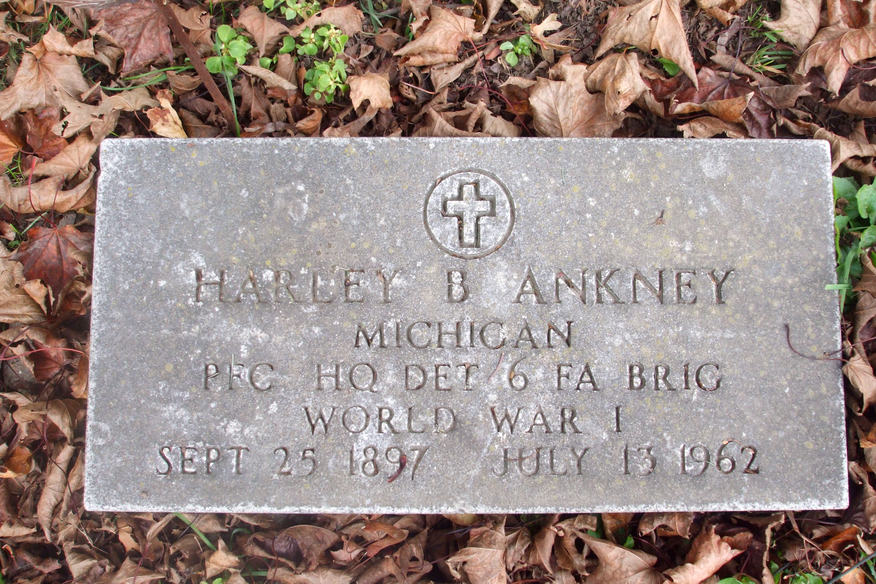 HARLEY B ANKNEY
MICHIGAN
PFC HQ DET 6 FA BRIG
WORLD WAR I
SEPT 25 1897 JULY 13 1962